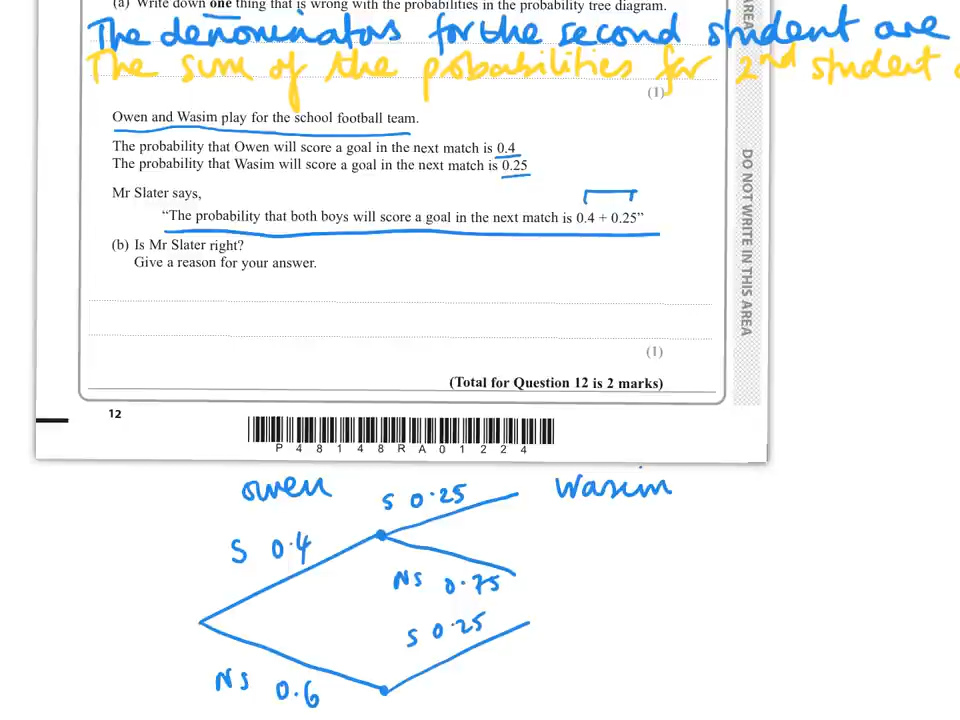 (a) Write down one thing that is wrong with the probabilities in the probability tree diagram.
The denominators for the second student are
The sum of the probabilities for 2nd student
(1)
Owen and Wasim play for the school football team.
The probability that Owen will score a goal in the next match is 0.4
The probability that Wasim will score a goal in the next match is 0.25
Mr Slater says,
“The probability that both boys will score a goal in the next match is 0.4 + 0.25”
(b) Is Mr Slater right?
Give a reason for your answer.
(1)
(Total for Question 12 is 2 marks)
12
P 4 8 1 4 8 R A 0 1 2 2 4
AREA
DO NOT WRITE IN THIS AREA
Owen
Wasim
S 0.25
S 0.4
NS 0.75
S 0.25
NS 0.6